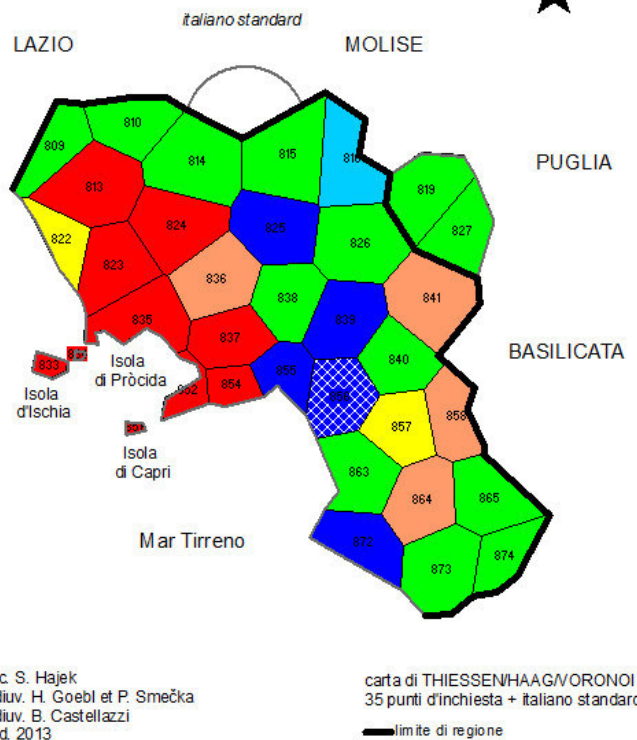 italiano standard
LAZIO
MOLISE
810
809
814
815
816
813
819
PUGLIA
822
824
825
827
826
823
836
838
841
835
839
837
BASILICATA
840
833
Isola
di Pròcida
855
854
Isola
d'Ischia
856
858
857
Isola
di Capri
863
864
865
Mar Tirreno
872
874
873
c. S. Hajek
diuv. H. Goebl et P. Smečka
diuv. B. Castellazzi
d. 2013
carta di THIESSEN/HAAG/VORONOI
35 punti d'inchiesta + italiano standard
limite di regione